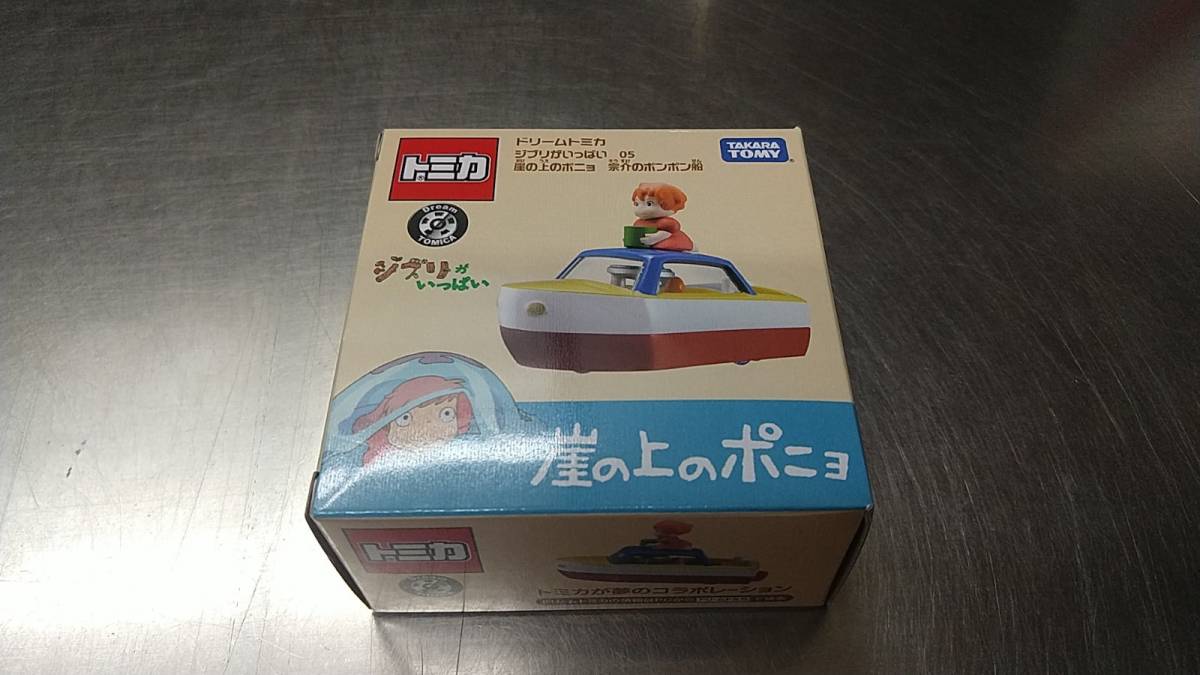 トミカ
ドリームトミカ
ジブリがいっぱい 05
崖の上のポニョ 宗介のポンポン船
TAKARA
TOMY
Dream
TOMICA
ジブリが
いっぱい
崖の上のポニョ
トミカ
トミカが夢のコラボレーション